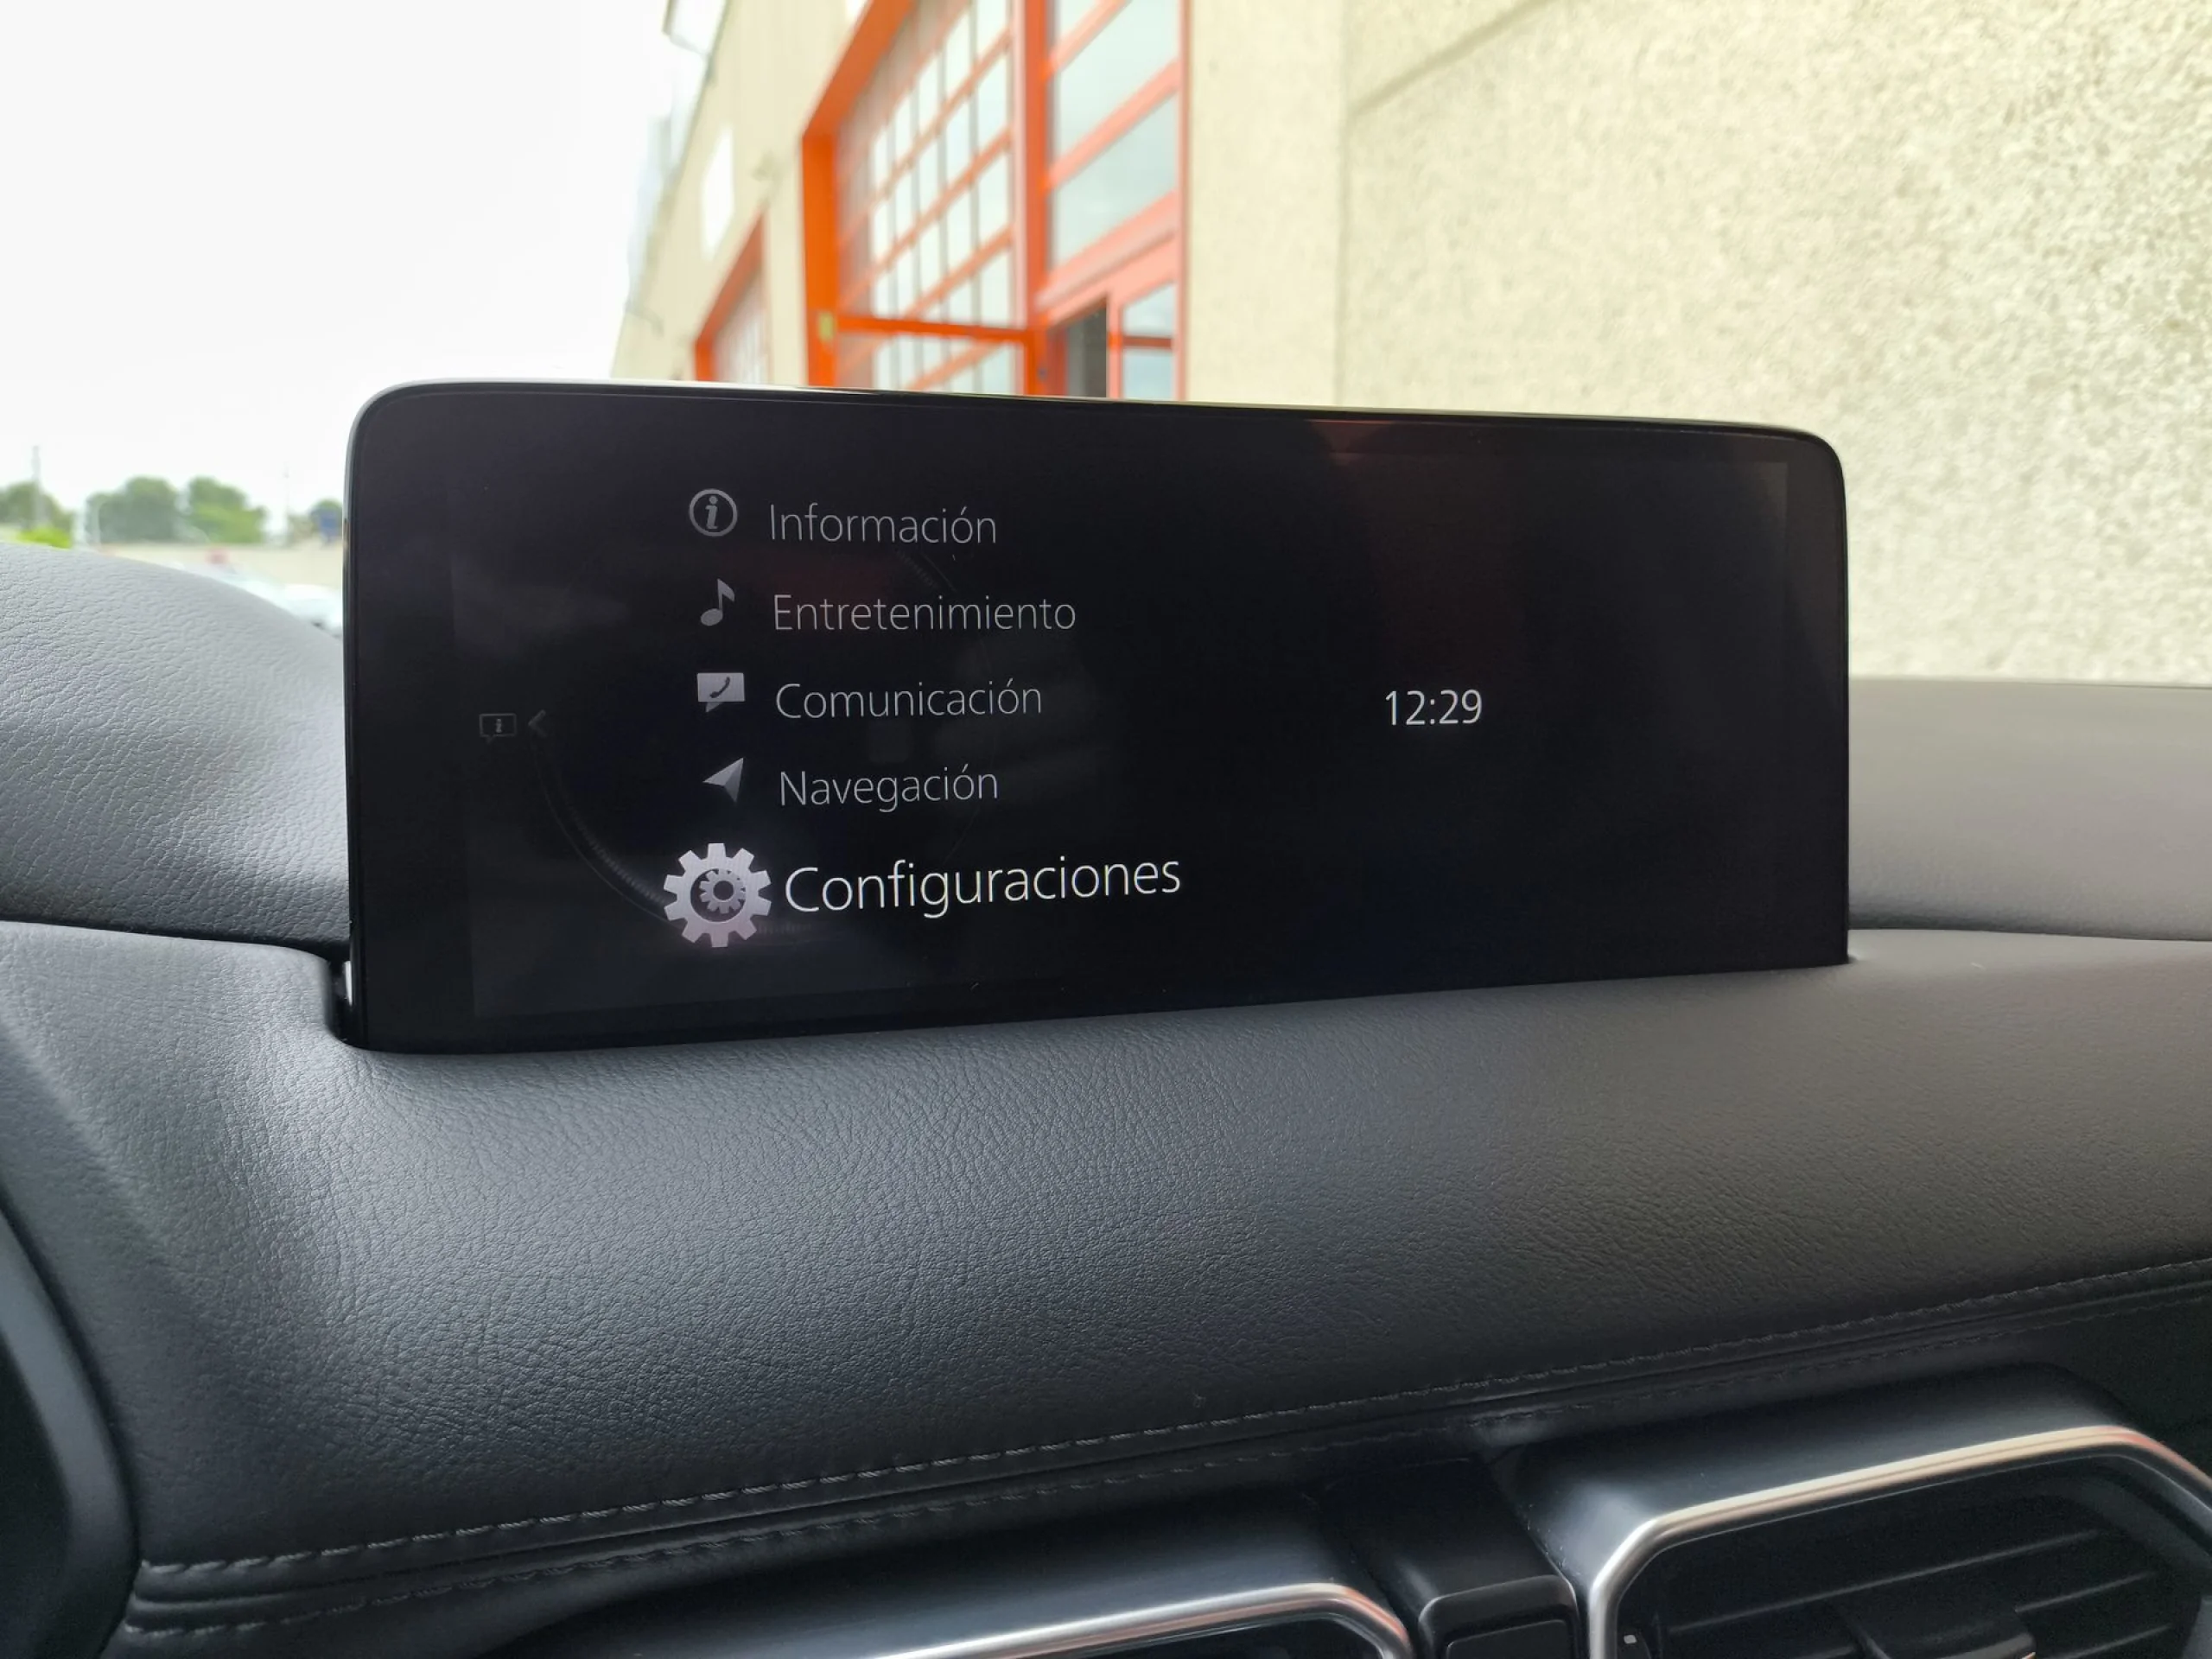 Información
Entretenimiento
Comunicación
12:29
Navegación
Configuraciones